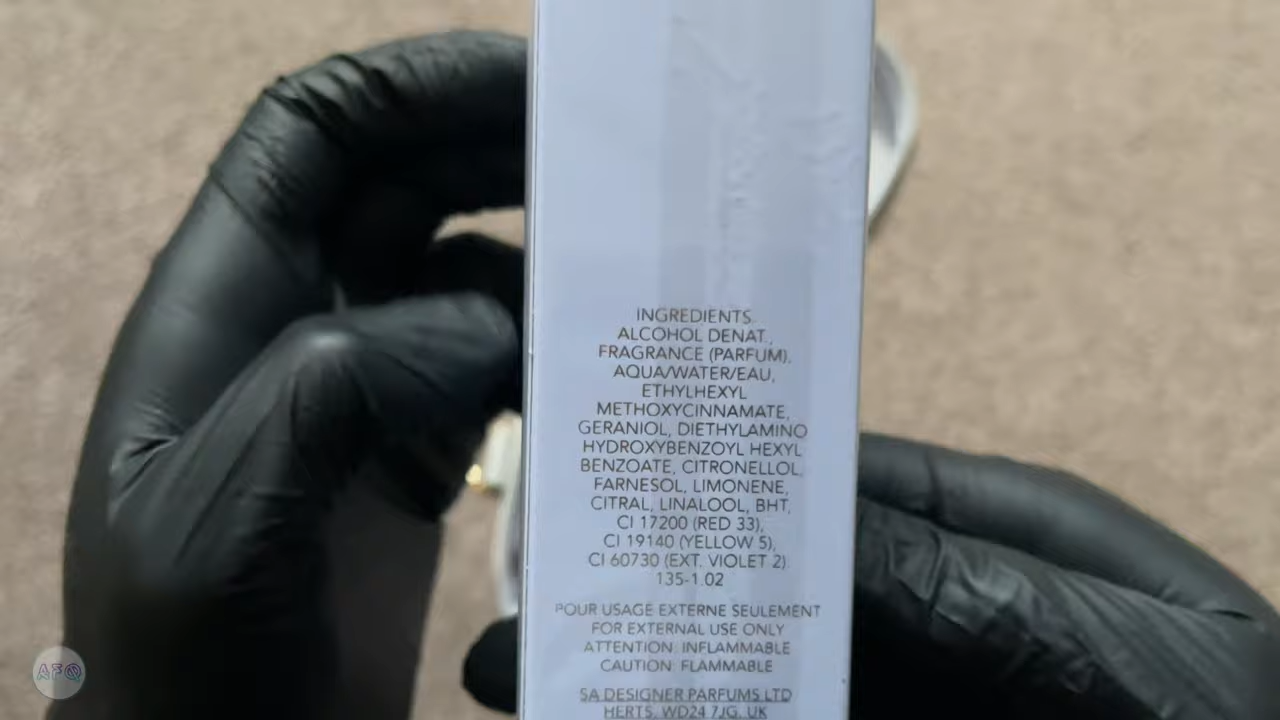 INGREDIENTS.
ALCOHOL DENAT.,
FRAGRANCE (PARFUM),
AQUA/WATER/EAU,
ETHYLHEXYL
METHOXYCINNAMATE,
GERANIOL, DIETHYLAMINO
HYDROXYBENZOYL HEXYL
BENZOATE, CITRONELLOL,
FARNESOL, LIMONENE,
CITRAL, LINALOOL, BHT,
CI 17200 (RED 33),
CI 19140 (YELLOW 5),
CI 60730 (EXT. VIOLET 2)
135-1.02
POUR USAGE EXTERNE SEULEMENT
FOR EXTERNAL USE ONLY
ATTENTION: INFLAMMABLE
CAUTION: FLAMMABLE
SA DESIGNER PARFUMS LTD
HERTS, WD24 7JG, UK
AFQ